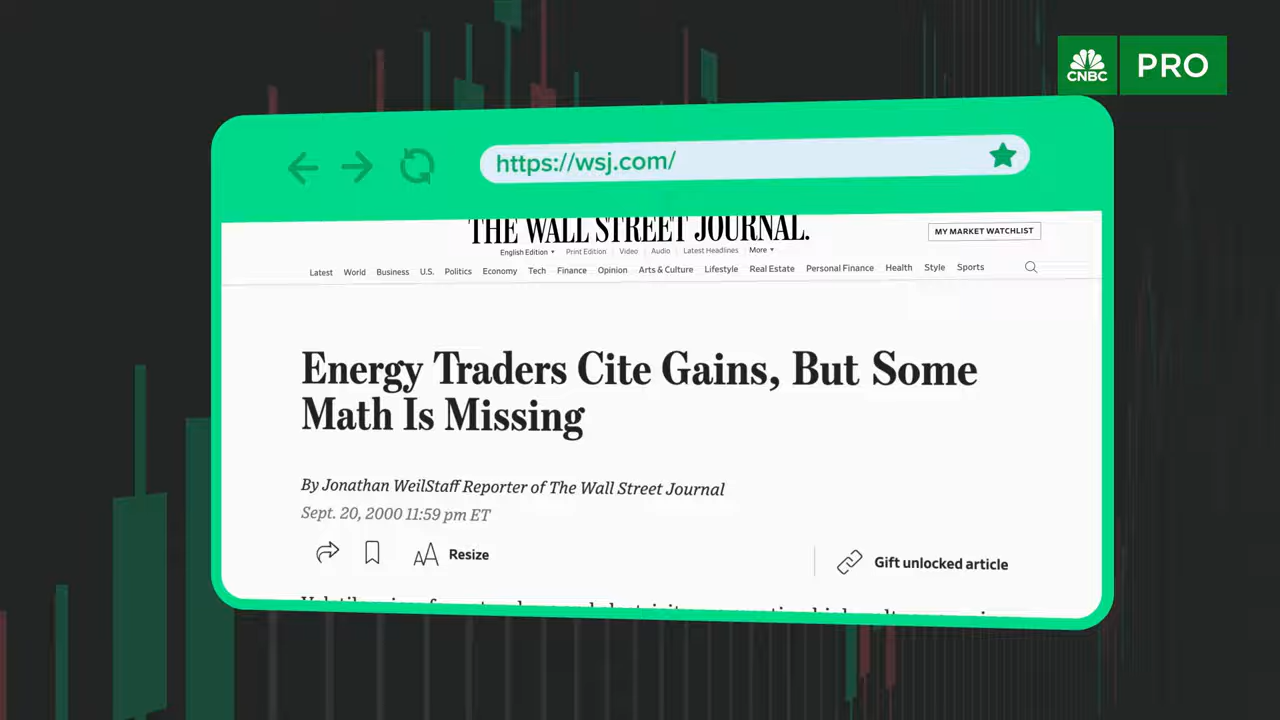 CNBC PRO
https://wsj.com/
THE WALL STREET JOURNAL.
MY MARKET WATCHLIST
English Edition Print Edition Video Audio Latest Headlines More
Latest World Business U.S. Politics Economy Tech Finance Opinion Arts & Culture Lifestyle Real Estate Personal Finance Health Style Sports
Energy Traders Cite Gains, But Some
Math Is Missing
By Jonathan WeilStaff Reporter of The Wall Street Journal
Sept. 20, 2000 11:59 pm ET
AA Resize
Gift unlocked article